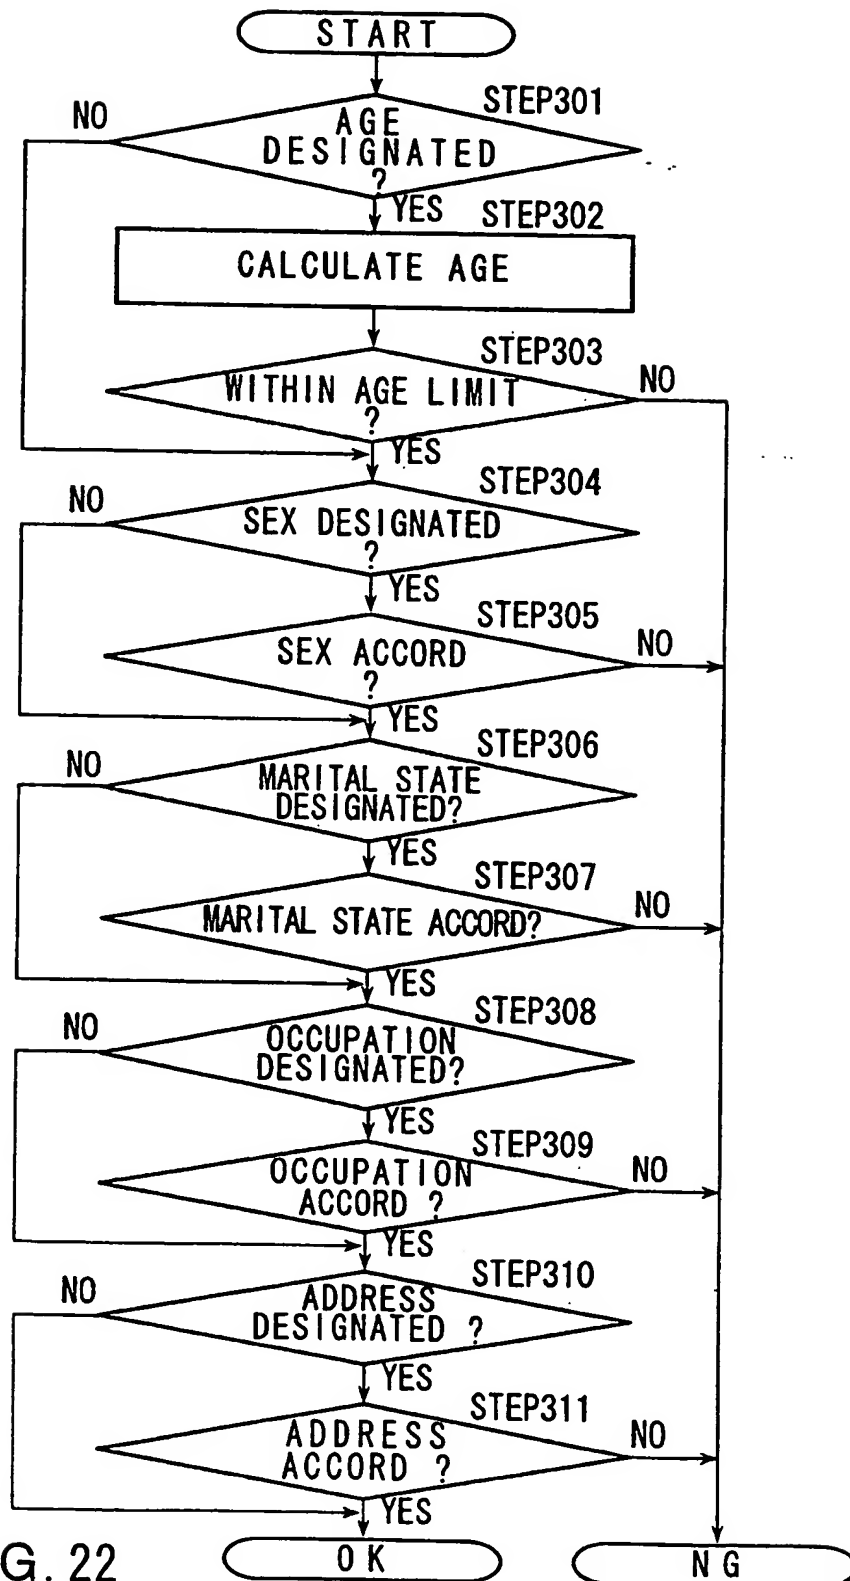 START
STEP301
NO
AGE
DESIGNATED
?
YES
STEP302
CALCULATE AGE
STEP303
WITHIN AGE LIMIT
?
NO
YES
STEP304
NO
SEX DESIGNATED
?
YES
STEP305
SEX ACCORD
?
NO
YES
STEP306
NO
MARITAL STATE
DESIGNATED?
YES
STEP307
MARITAL STATE ACCORD?
NO
YES
STEP308
NO
OCCUPATION
DESIGNATED?
YES
STEP309
OCCUPATION
ACCORD ?
NO
YES
STEP310
NO
ADDRESS
DESIGNATED ?
YES
STEP311
ADDRESS
ACCORD ?
NO
YES
G. 22
OK
NG